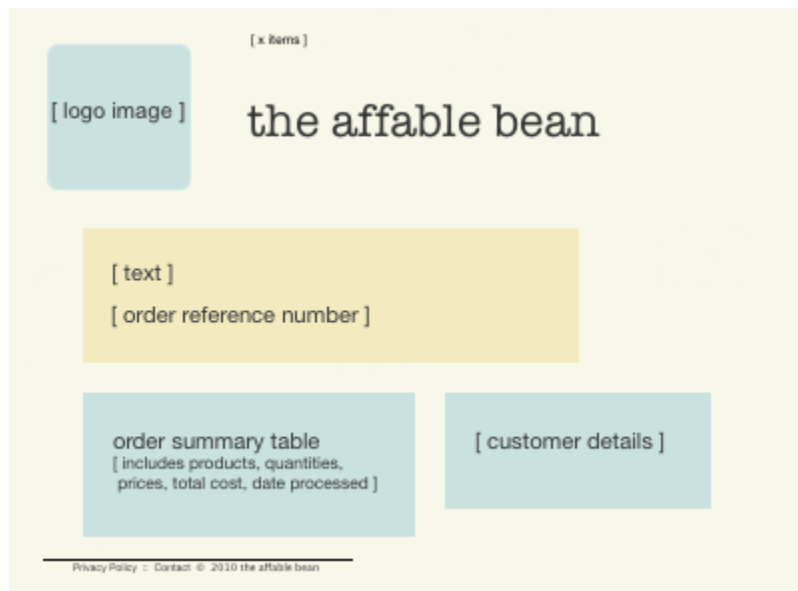 [ x items ]
[ logo image ]
the affable bean
[ text ]
[ order reference number ]
order summary table
[ includes products, quantities,
prices, total cost, date processed ]
[ customer details ]
Privacy Policy :: Contact © 2010 the affable bean